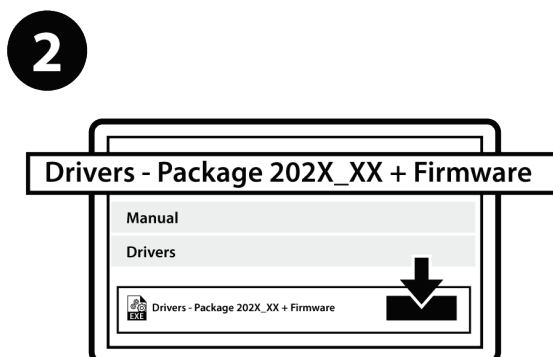 2
Drivers - Package 202X_XX + Firmware
Manual
Drivers
EXE
Drivers - Package 202X_XX + Firmware